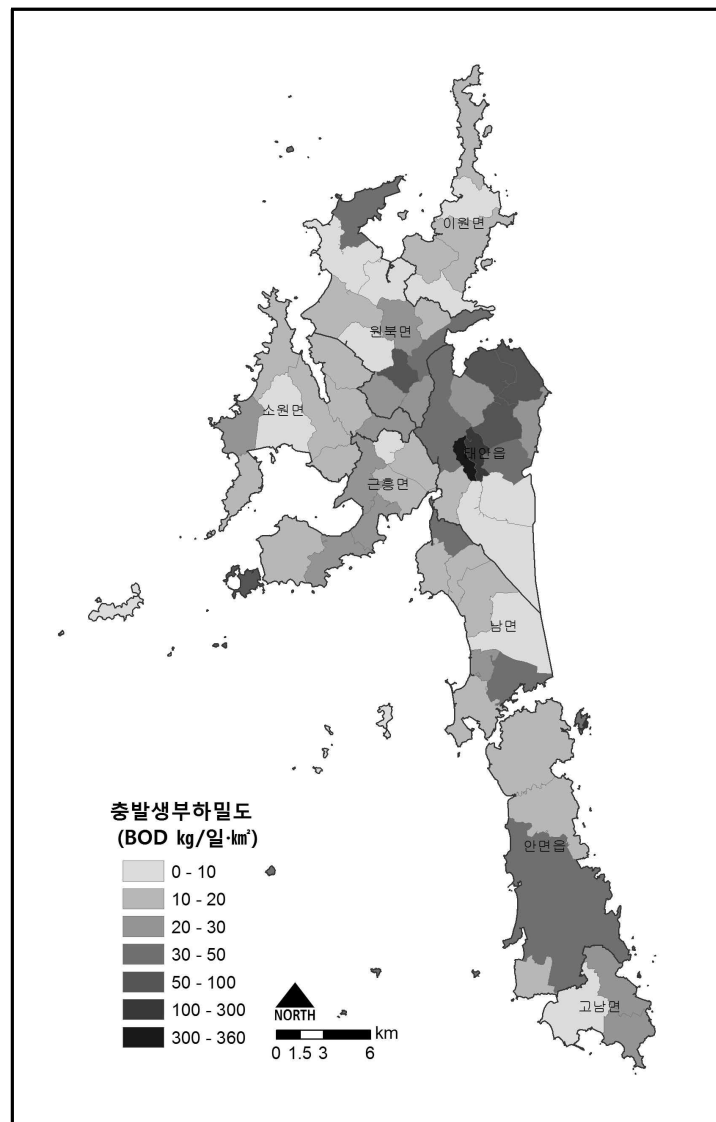 이원면
원북면
소원면
태안읍
근흥면
남면
안면읍
고남면
충발생부하밀도
(BOD kg/일·km²)
0 - 10
10 - 20
20 - 30
30 - 50
50 - 100
100 - 300
300 - 360
NORTH
km
0 1.5 3 6